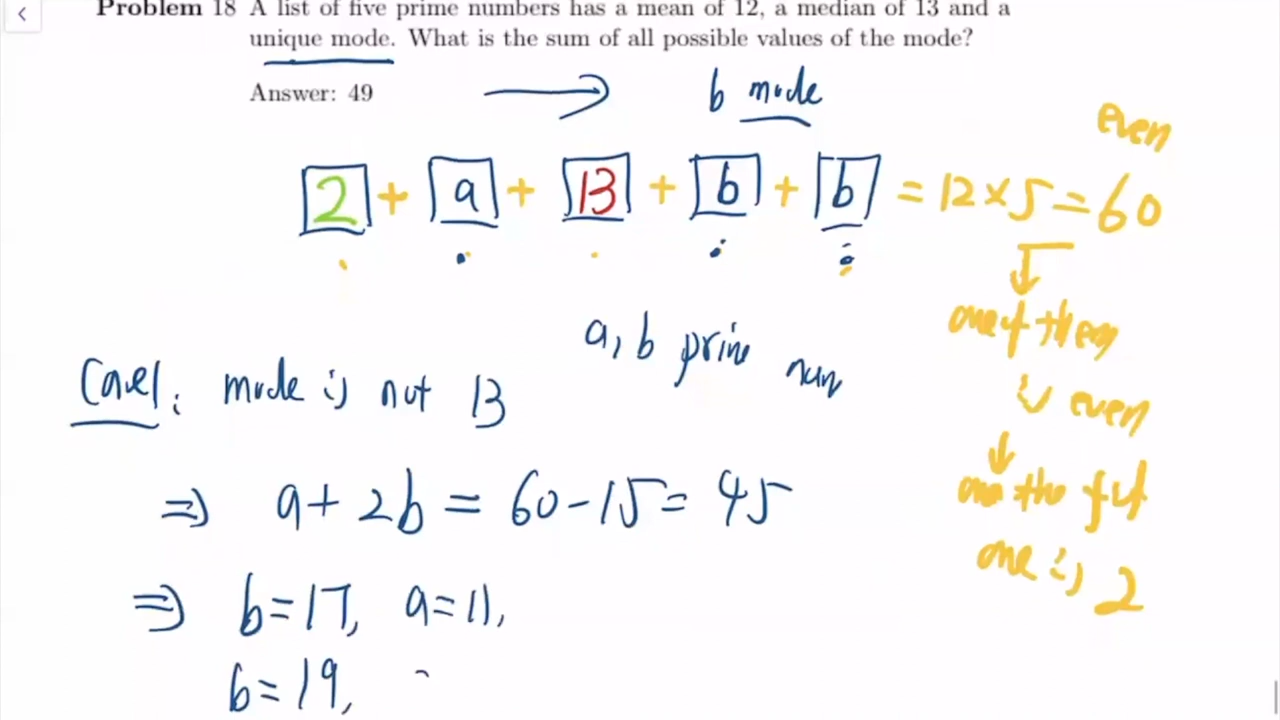 Problem 18 A list of five prime numbers has a mean of 12, a median of 13 and a
unique mode. What is the sum of all possible values of the mode?
Answer: 49
b mode
even
2 + a + 13 + b + b = 12 × 5 = 60
a, b prime num
one of them
is even
one the fist
one is 2
Case1: mode is not 13
⇒ a + 2b = 60 - 15 = 45
⇒ b = 17, a = 11,
b = 19,